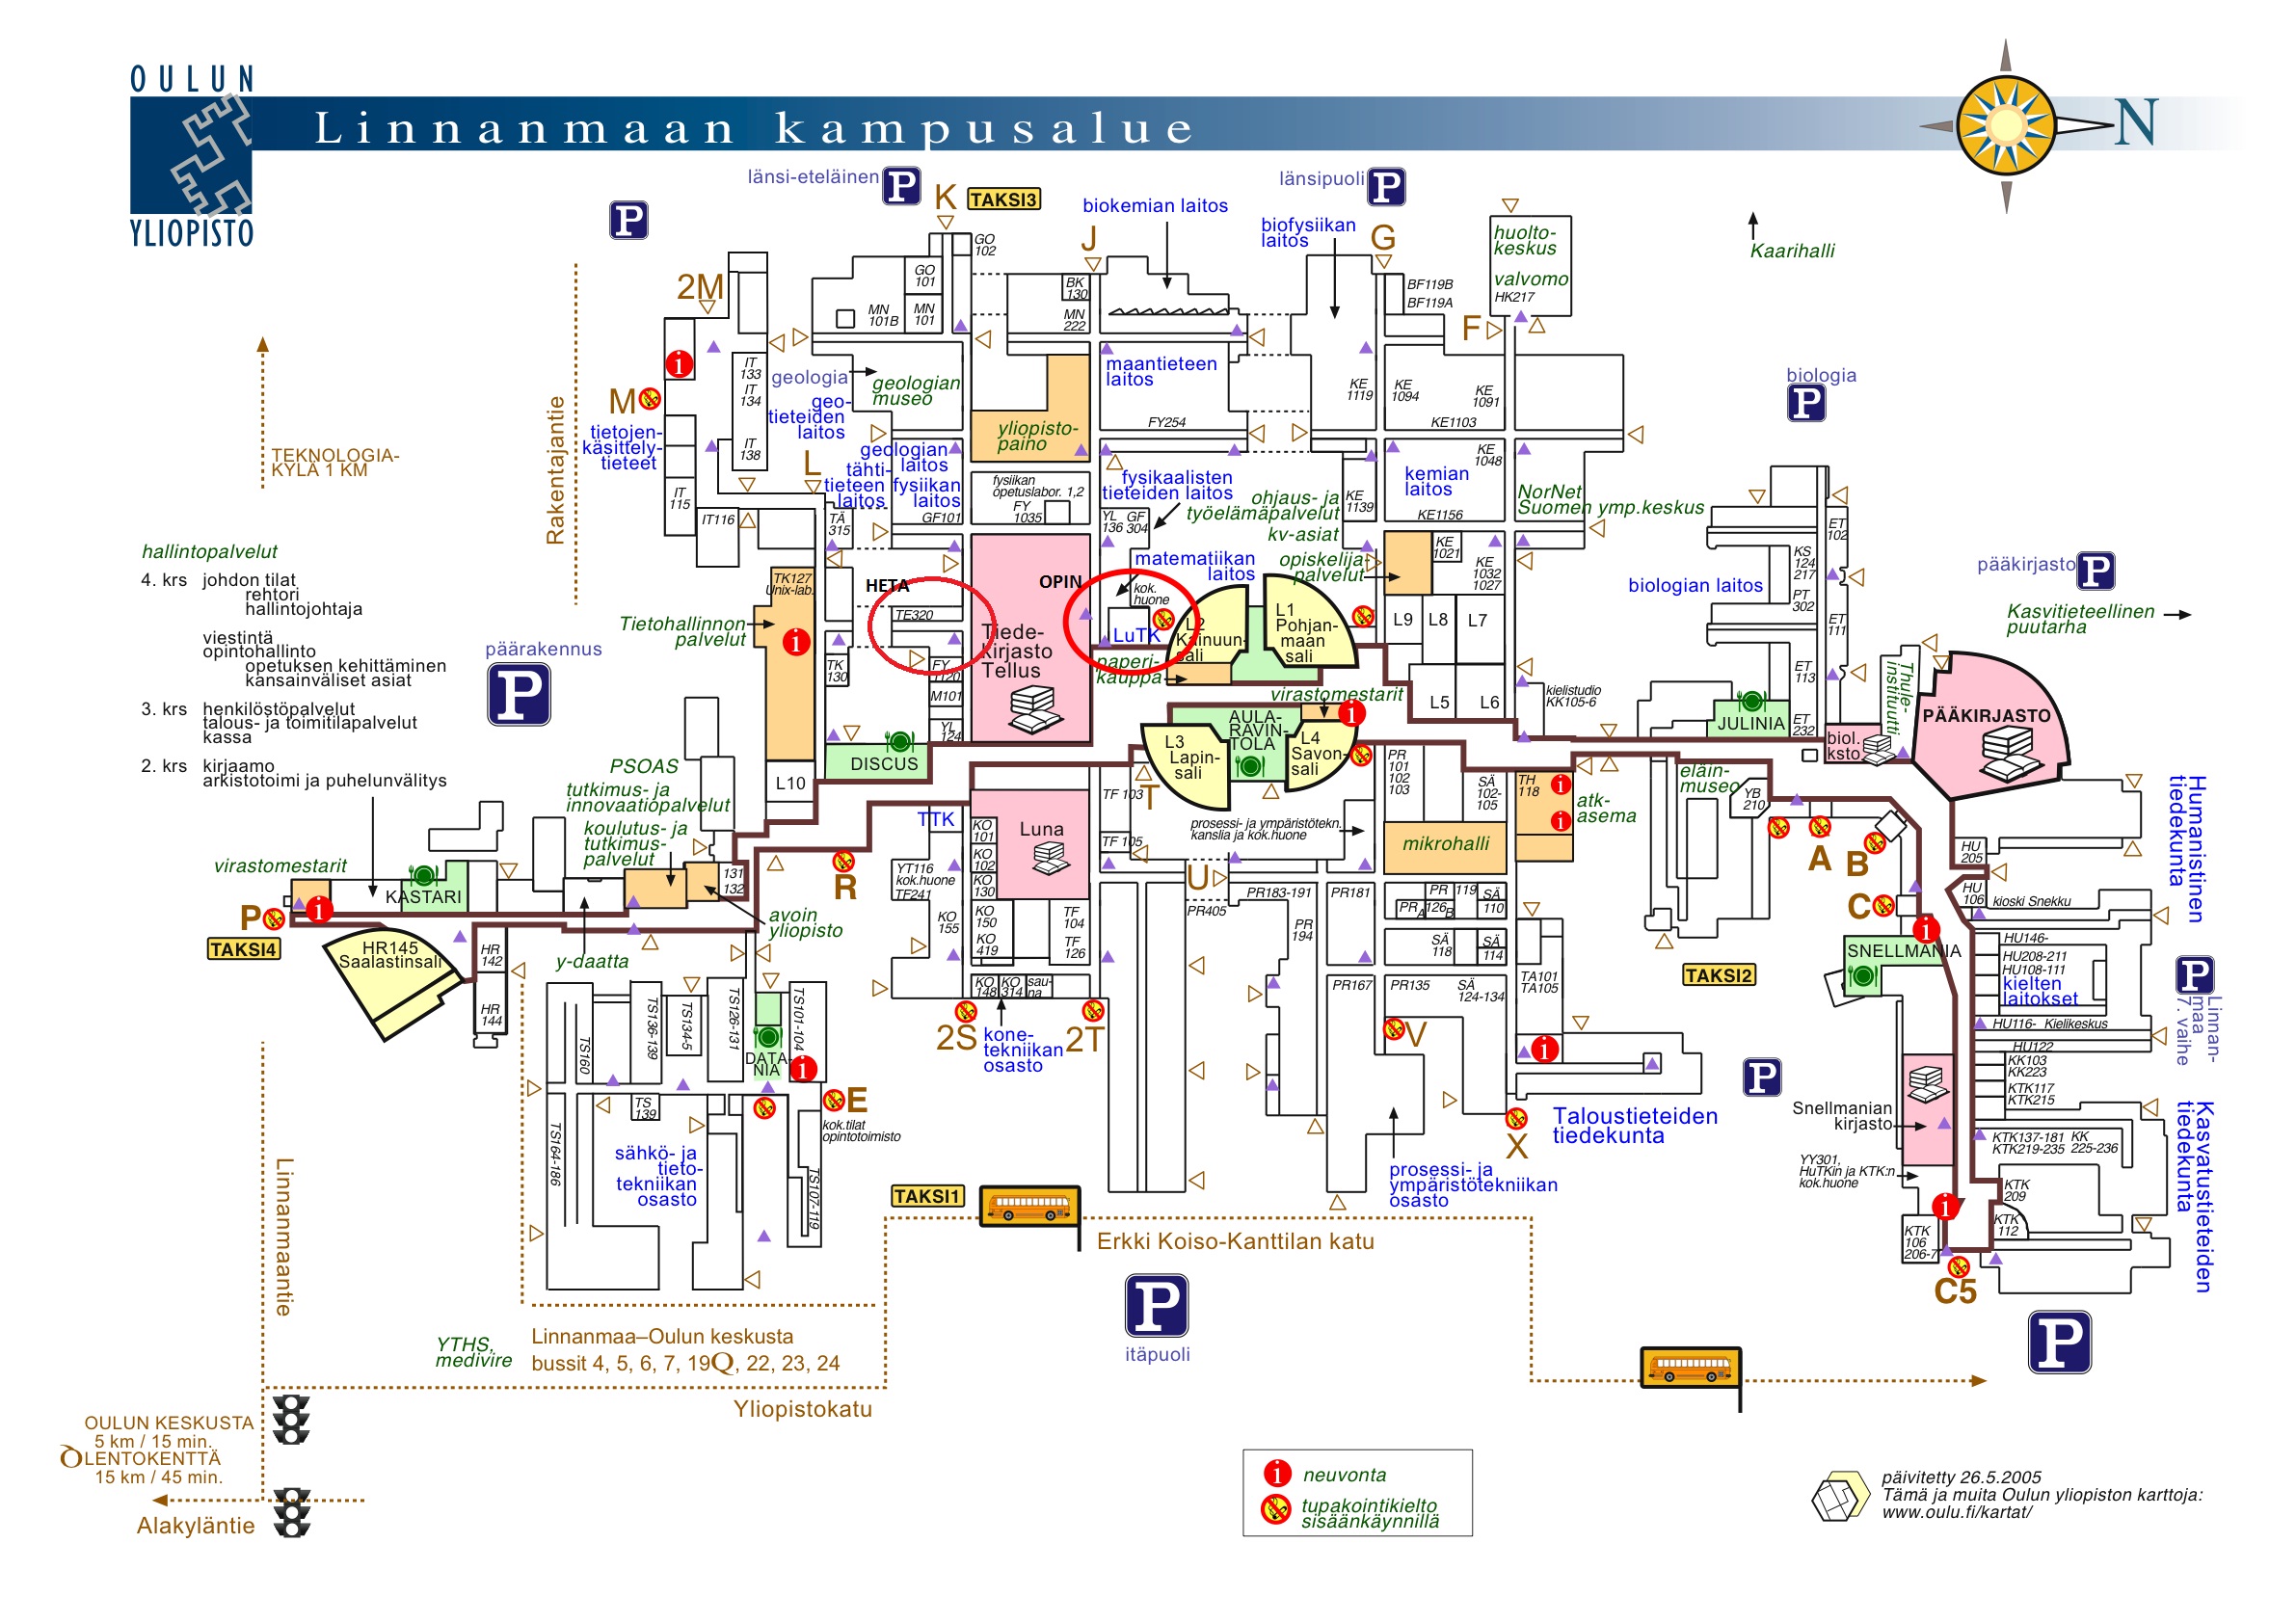 OULUN
YLIOPISTO
Linnanmaan kampusalue
N
länsi-eteläinen
P
K
TAKSI3
länsipuoli
P
P
biokemian laitos
biofysiikan
laitos
J
G
huolto-
keskus
valvomo
HK217
Kaarihalli
GO
102
GO
101
MN
101B
MN
101
BK
130
MN
222
BF119B
BF119A
F
2M
IT
133
IT
134
IT
138
IT
115
IT116
M
tietojen-
käsittely-
tieteet
Rakentajantie
TEKNOLOGIA-
KYLÄ 1 KM
geologia
geologian
museo
geo-
tieteiden
laitos
L
geologian
laitos
tähti-
tieteen
laitos
fysiikan
laitos
GF101
TÄ
315
yliopisto-
paino
maantieteen
laitos
FY254
fysiikan
opetuslabor. 1,2
FY
1035
fysikaalisten
tieteiden laitos
YL
136
GF
304
ohjaus- ja
työelämäpalvelut
kv-asiat
opiskelija-
palvelut
matematiikan
laitos
kok.
huone
LuTK
paperi-
kauppa
KE
1119
KE
1094
KE
1091
KE1103
KE
1048
kemian
laitos
KE
1139
KE1156
KE
1021
KE
1032
1027
NorNet
Suomen ymp.keskus
L9
L8
L7
L5
L6
kielistudio
KK105-6
biologia
P
biologian laitos
ET
102
KS
124
217
PT
302
ET
111
ET
113
ET
232
JULINIA
biol.
ksto
Thule-
instituutti
pääkirjasto
P
Kasvitieteellinen
puutarha
PÄÄKIRJASTO
hallintopalvelut
4. krs johdon tilat
rehtori
hallintojohtaja
viestintä
opintohallinto
opetuksen kehittäminen
kansainväliset asiat
3. krs henkilöstöpalvelut
talous- ja toimitilapalvelut
kassa
2. krs kirjaamo
arkistotoimi ja puhelunvälitys
päärakennus
P
Tietohallinnon
palvelut
TK127
Unix-lab.
TK
130
HETA
TE320
OPIN
Tiede-
kirjasto
Tellus
FY
1120
M101
YL
124
DISCUS
L10
L2
Kainuun-
sali
L1
Pohjan-
maan
sali
virastomestarit
AULA-
RAVIN-
TOLA
L3
Lapin-
sali
L4
Savon-
sali
T
PSOAS
tutkimus- ja
innovaatiopalvelut
koulutus- ja
tutkimus-
palvelut
131
132
avoin
yliopisto
y-daatta
virastomestarit
KASTARI
P
TAKSI4
HR145
Saalastinsali
HR
142
HR
144
R
TTK
YT116
kok.huone
TF241
KO
155
KO
101
KO
102
KO
130
KO
150
KO
419
KO
148
KO
314
sau-
na
Luna
TF 103
TF 105
TF
104
TF
126
2S
2T
kone-
tekniikan
osasto
prosessi- ja ympäristötekn.
kanslia ja kok.huone
U
PR405
PR183-191
PR
194
PR181
PR167
PR
101
102
103
SÄ
102-
105
mikrohalli
PR
119
PR
A
126
B
SÄ
110
SÄ
118
SÄ
114
PR135
SÄ
124-134
V
TH
118
atk-
asema
TA101
TA105
X
Taloustieteiden
tiedekunta
prosessi- ja
ympäristötekniikan
osasto
eläin-
museo
YB
210
A
B
C
TAKSI2
P
SNELLMANIA
Snellmanian
kirjasto
YY301,
HuTKin ja KTK:n
kok.huone
KTK
106
206-7
C5
HU
205
HU
106
kioski Snekku
HU146-
HU208-211
HU108-111
kielten
laitokset
HU116- Kielikeskus
HU122
KK103
KK223
KTK117
KTK215
KTK137-181
KTK219-235
KK
225-236
KTK
209
KTK
112
Humanistinen
tiedekunta
P
Linnan-
maa
7. vaihe
Kasvatustieteiden
tiedekunta
P
TS160
TS136-139
TS134-5
TS126-131
DATA-
NIA
TS101-104
E
kok.tilat
opintotoimisto
TS
139
TS164-186
TS107-119
sähkö- ja
tieto-
tekniikan
osasto
Linnanmaantie
TAKSI1
Erkki Koiso-Kanttilan katu
P
itäpuoli
YTHS,
medivire
Linnanmaa–Oulun keskusta
bussit 4, 5, 6, 7, 19Q, 22, 23, 24
Yliopistokatu
OULUN KESKUSTA
5 km / 15 min.
LENTOKENTTÄ
15 km / 45 min.
Alakyläntie
i neuvonta
tupakointikielto
sisäänkäynnillä
päivitetty 26.5.2005
Tämä ja muita Oulun yliopiston karttoja:
www.oulu.fi/kartat/